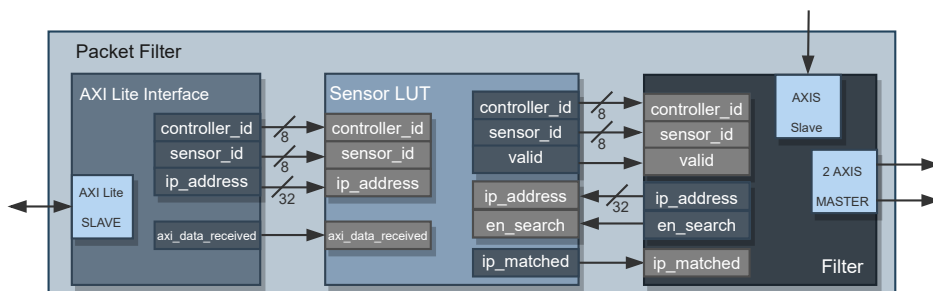 Packet Filter
AXI Lite Interface
controller_id
8
sensor_id
8
ip_address
32
axi_data_received
AXI Lite
SLAVE
Sensor LUT
controller_id
sensor_id
ip_address
axi_data_received
controller_id
8
sensor_id
8
valid
ip_address
32
en_search
ip_matched
controller_id
sensor_id
valid
ip_address
en_search
ip_matched
AXIS
Slave
2 AXIS
MASTER
Filter